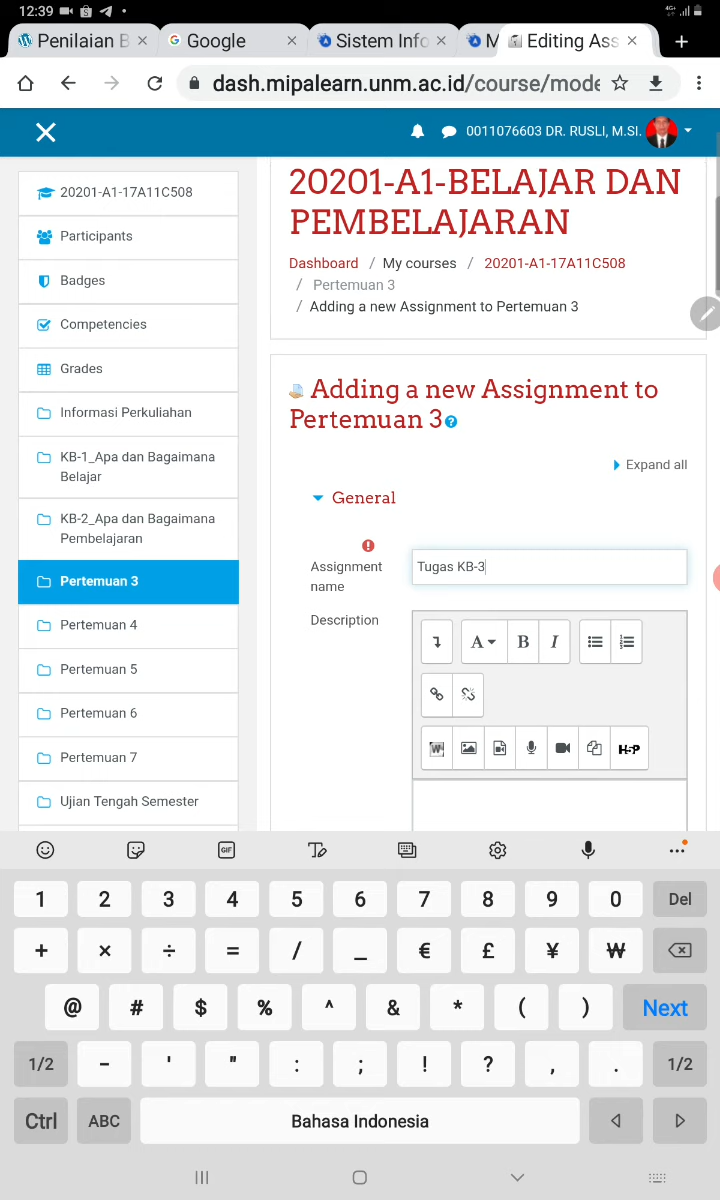 12:39
4G+
Penilaian B
Google
Sistem Info
M
Editing Ass
dash.mipalearn.unm.ac.id/course/mode
0011076603 DR. RUSLI, M.SI.
20201-A1-17A11C508
Participants
Badges
Competencies
Grades
Informasi Perkuliahan
KB-1_Apa dan Bagaimana
Belajar
KB-2_Apa dan Bagaimana
Pembelajaran
Pertemuan 3
Pertemuan 4
Pertemuan 5
Pertemuan 6
Pertemuan 7
Ujian Tengah Semester
20201-A1-BELAJAR DAN
PEMBELAJARAN
Dashboard / My courses / 20201-A1-17A11C508
/ Pertemuan 3
/ Adding a new Assignment to Pertemuan 3
Adding a new Assignment to
Pertemuan 3
Expand all
General
Assignment
name
Tugas KB-3
Description
A B I
H5P
GIF
1 2 3 4 5 6 7 8 9 0 Del
+ × ÷ = / _ € £ ¥ ₩
@ # $ % ^ & * ( ) Next
1/2 - ' " : ; ! ? , . 1/2
Ctrl ABC Bahasa Indonesia